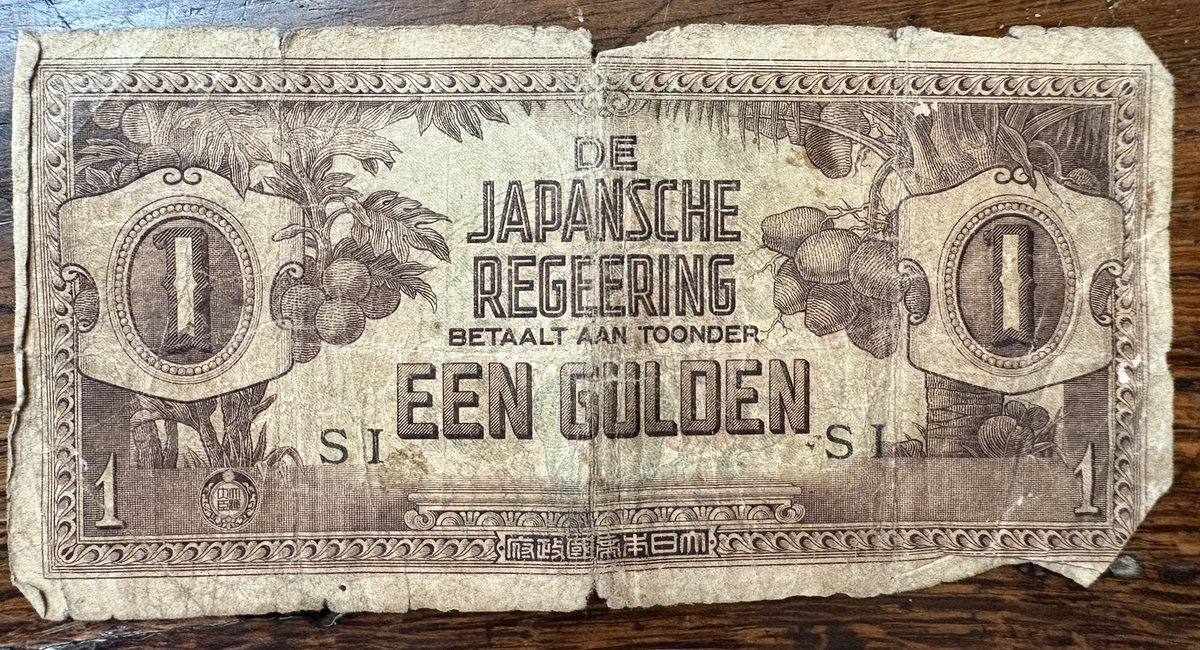 DE
JAPANSCHE
REGEERING
BETAALT AAN TOONDER
EEN GULDEN
1
1
SI
SI
1
1
府政國帝本日大